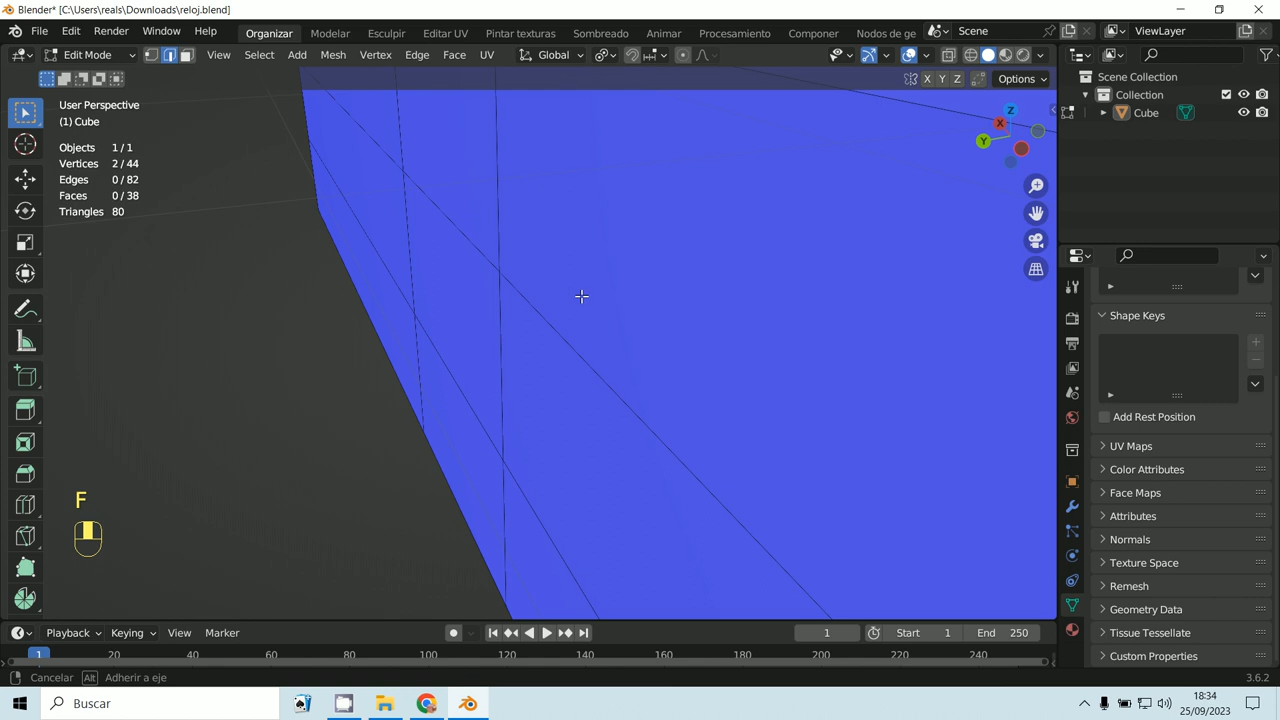 Blender* [C:\Users\reals\Downloads\reloj.blend]
File Edit Render Window Help
Organizar Modelar Esculpir Editar UV Pintar texturas Sombreado Animar Procesamiento Componer Nodos de ge
Scene ViewLayer
Edit Mode View Select Add Mesh Vertex Edge Face UV Global
X Y Z Options
User Perspective
(1) Cube
Objects 1 / 1
Vertices 2 / 44
Edges 0 / 82
Faces 0 / 38
Triangles 80
Z
X
Y
F
Scene Collection
Collection
Cube
Shape Keys
Add Rest Position
UV Maps
Color Attributes
Face Maps
Attributes
Normals
Texture Space
Remesh
Geometry Data
Tissue Tessellate
Custom Properties
Playback Keying View Marker 1 Start 1 End 250
1 20 40 60 80 100 120 140 160 180 200 220 240
Cancelar Alt Adherir a eje 3.6.2
Buscar
18:34
25/09/2023